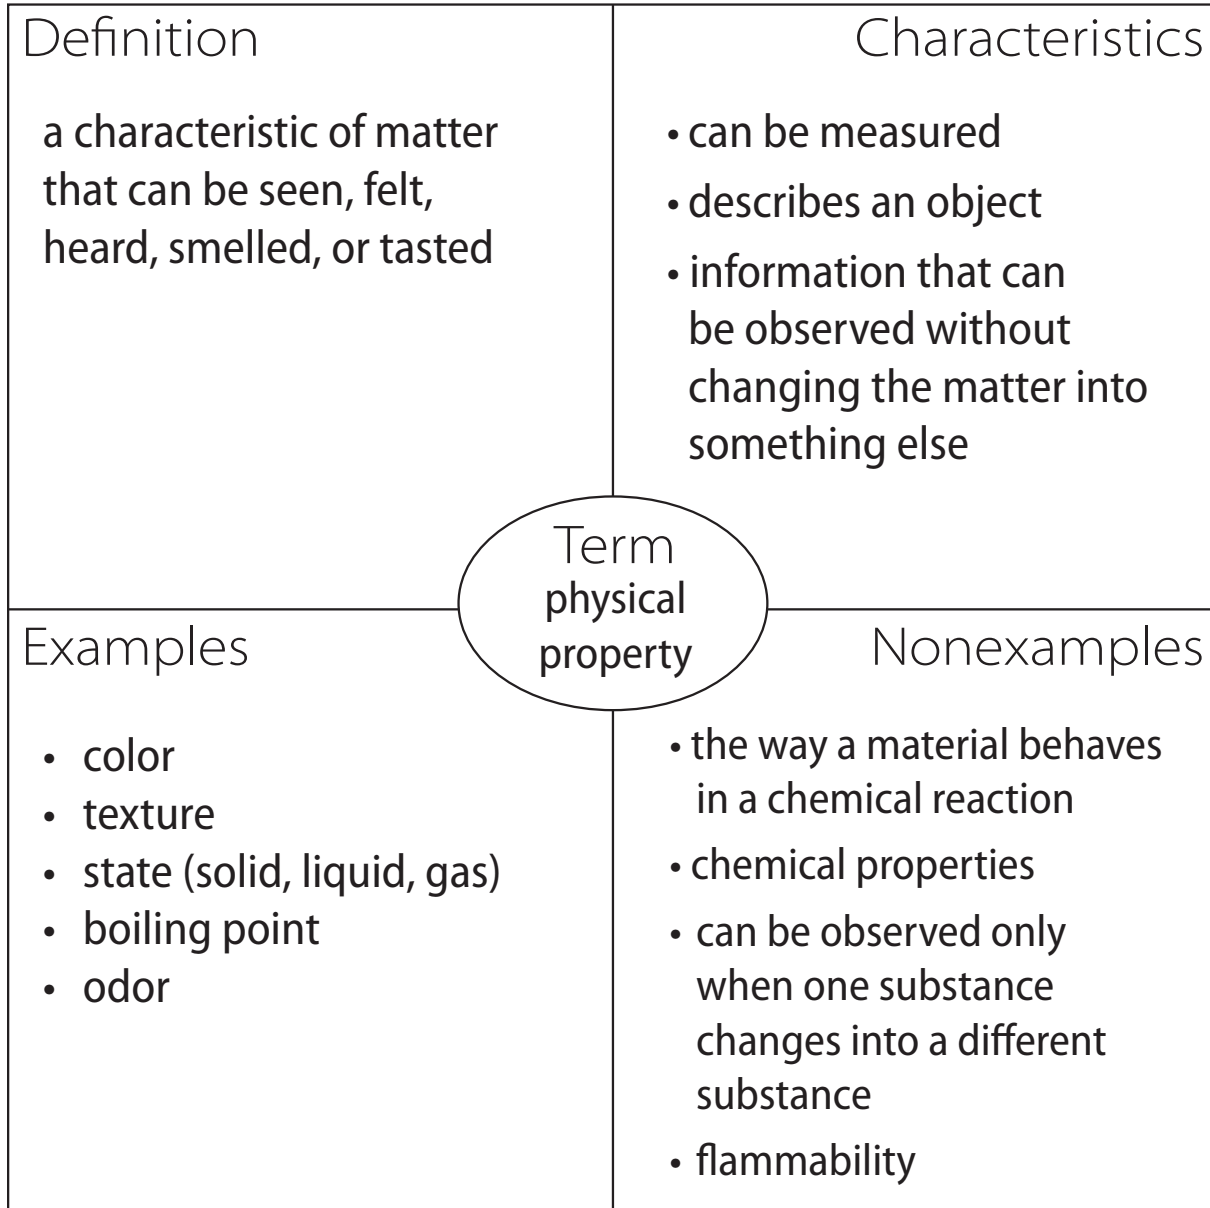 Definition
a characteristic of matter
that can be seen, felt,
heard, smelled, or tasted
Characteristics
• can be measured
• describes an object
• information that can
be observed without
changing the matter into
something else
Term
physical
property
Examples
• color
• texture
• state (solid, liquid, gas)
• boiling point
• odor
Nonexamples
• the way a material behaves
in a chemical reaction
• chemical properties
• can be observed only
when one substance
changes into a different
substance
• flammability